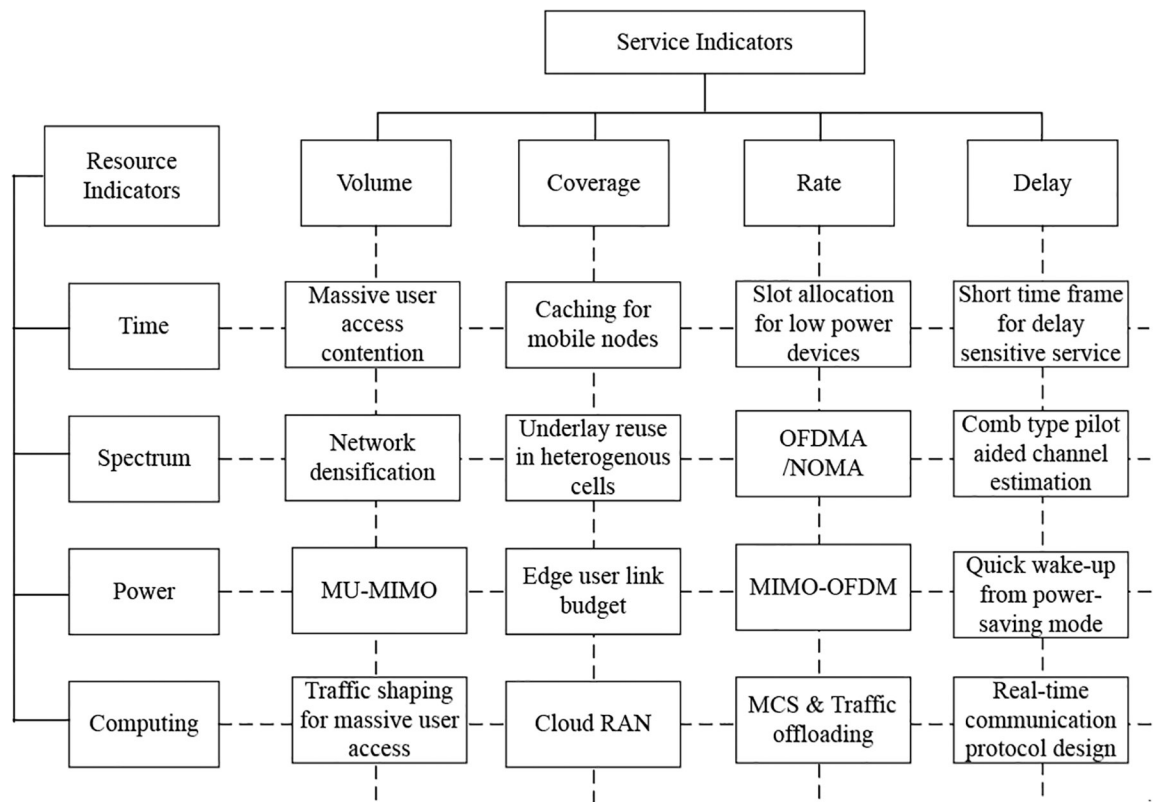 Service Indicators
Resource
Indicators
Volume
Coverage
Rate
Delay
Time
Massive user
access
contention
Caching for
mobile nodes
Slot allocation
for low power
devices
Short time frame
for delay
sensitive service
Spectrum
Network
densification
Underlay reuse
in heterogenous
cells
OFDMA
/NOMA
Comb type pilot
aided channel
estimation
Power
MU-MIMO
Edge user link
budget
MIMO-OFDM
Quick wake-up
from power-
saving mode
Computing
Traffic shaping
for massive user
access
Cloud RAN
MCS & Traffic
offloading
Real-time
communication
protocol design